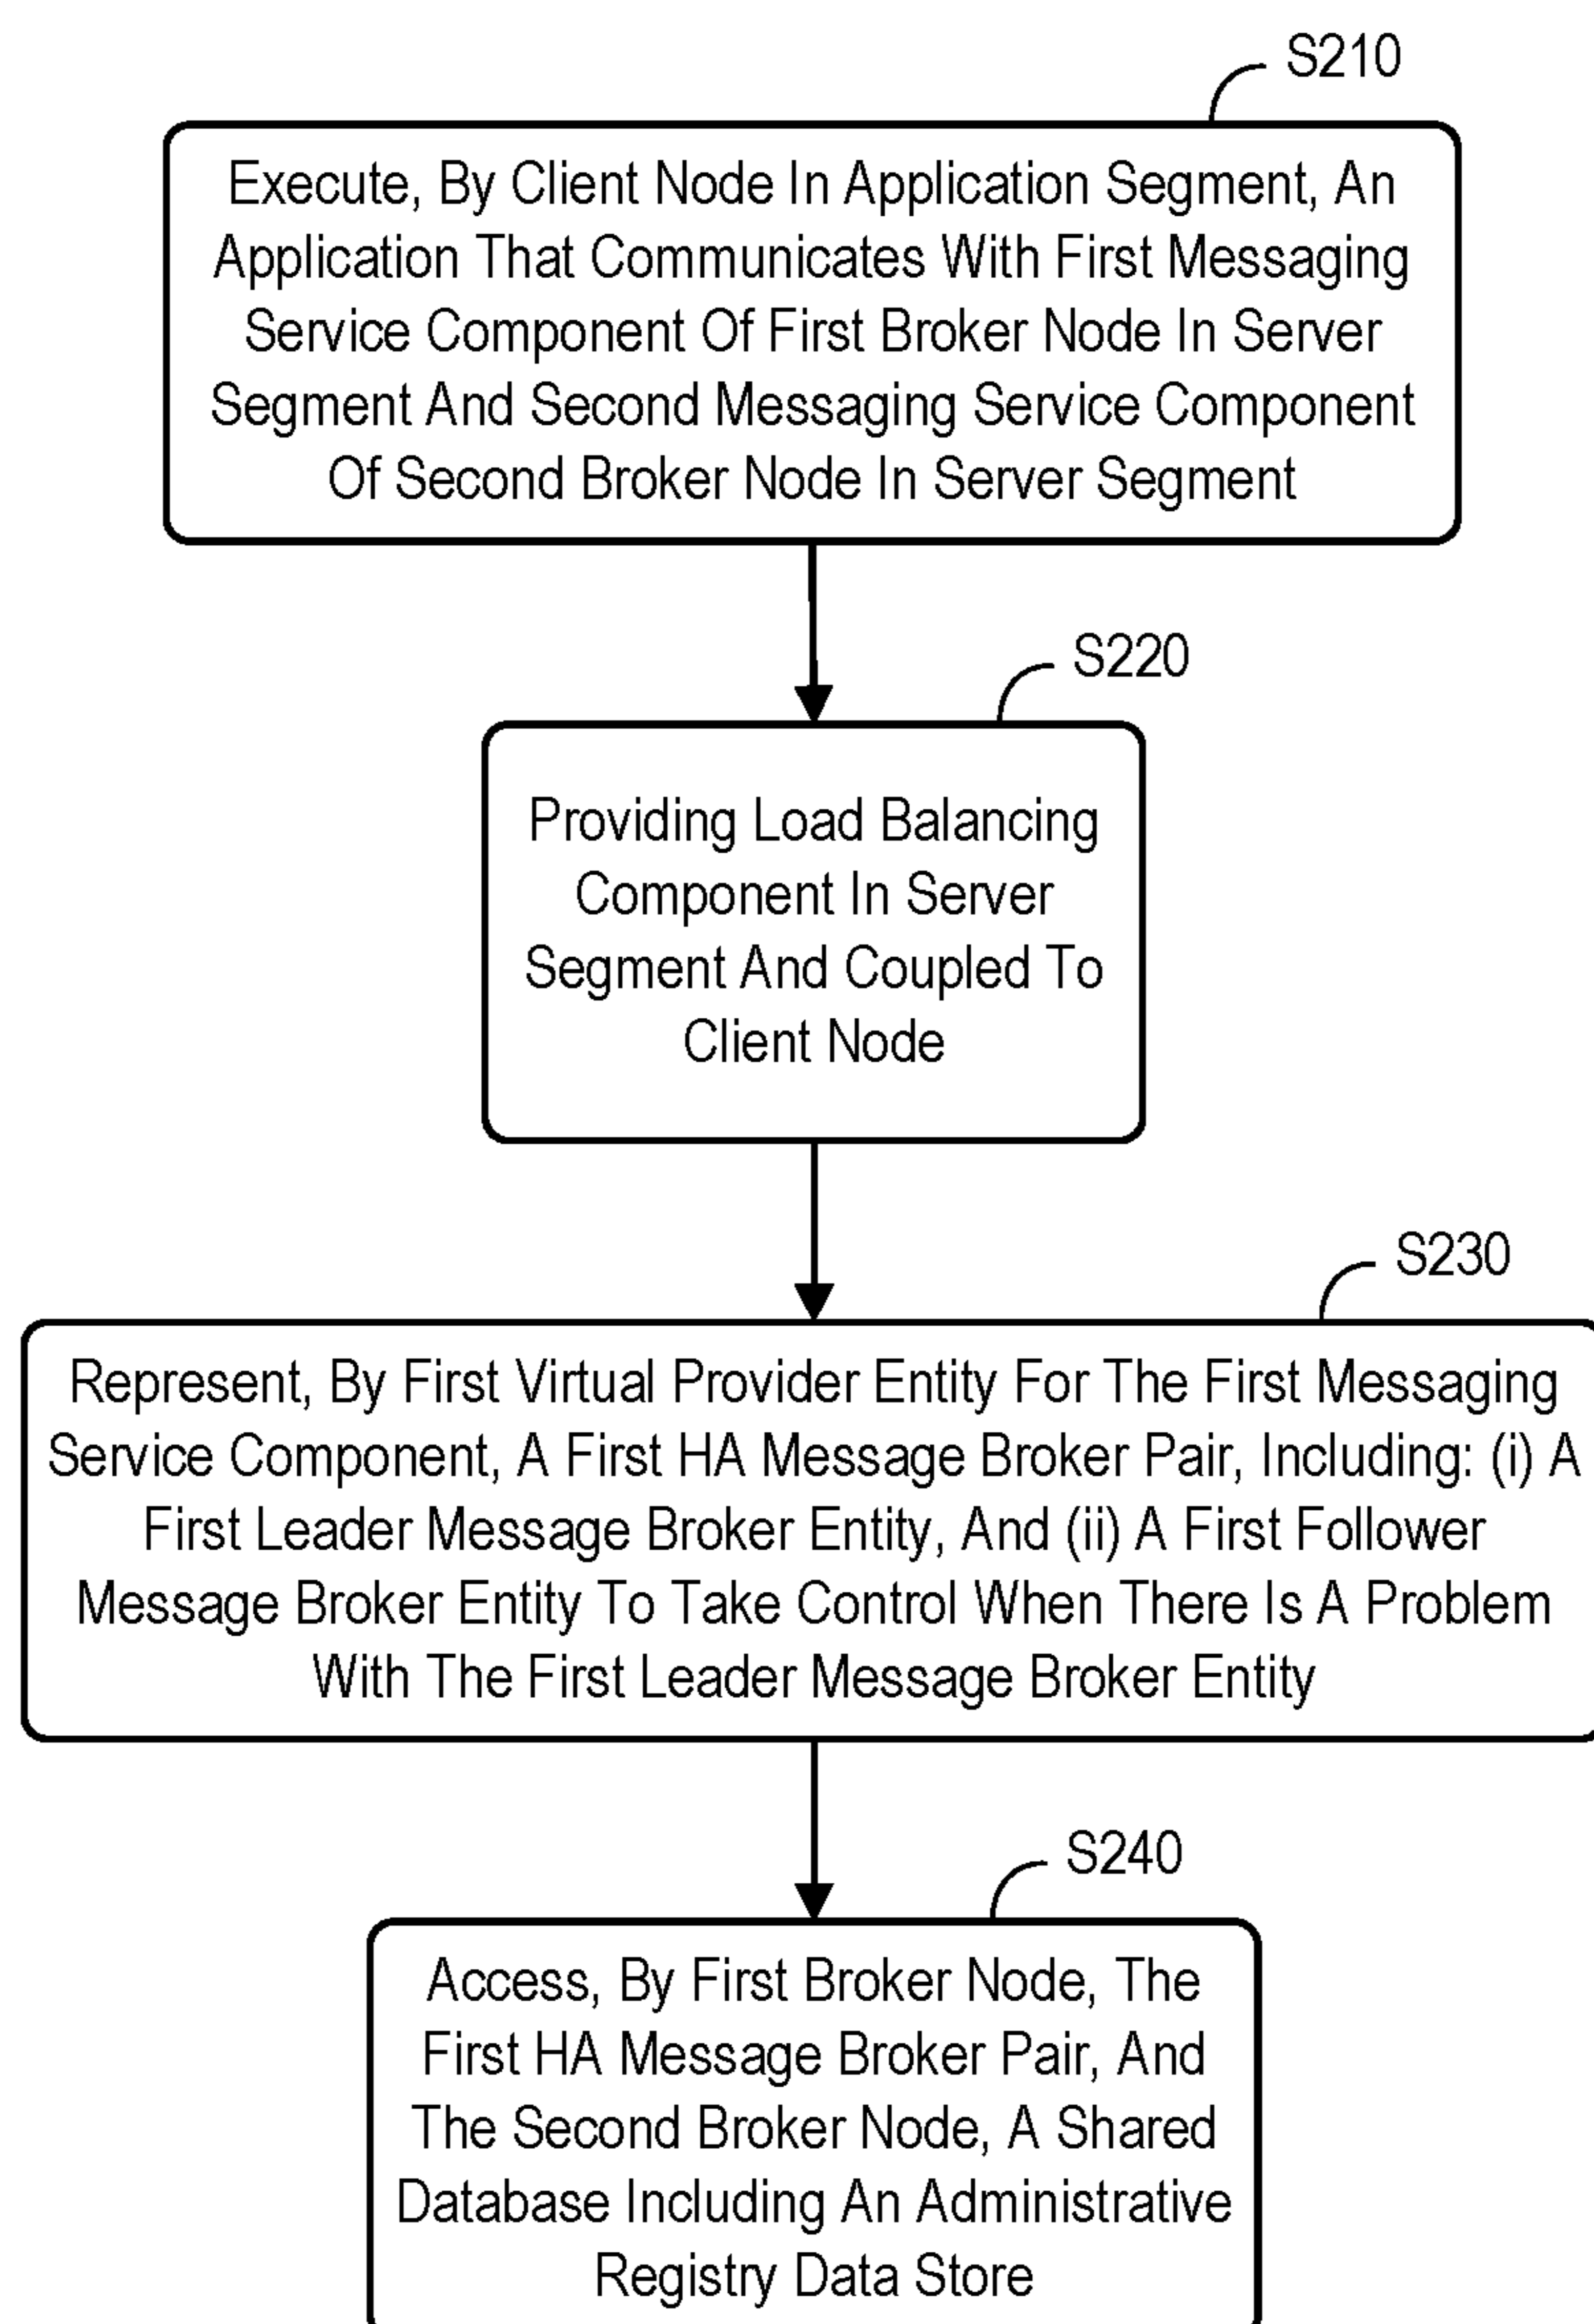 S210
Execute, By Client Node In Application Segment, An
Application That Communicates With First Messaging
Service Component Of First Broker Node In Server
Segment And Second Messaging Service Component
Of Second Broker Node In Server Segment
S220
Providing Load Balancing
Component In Server
Segment And Coupled To
Client Node
S230
Represent, By First Virtual Provider Entity For The First Messaging
Service Component, A First HA Message Broker Pair, Including: (i) A
First Leader Message Broker Entity, And (ii) A First Follower
Message Broker Entity To Take Control When There Is A Problem
With The First Leader Message Broker Entity
S240
Access, By First Broker Node, The
First HA Message Broker Pair, And
The Second Broker Node, A Shared
Database Including An Administrative
Registry Data Store